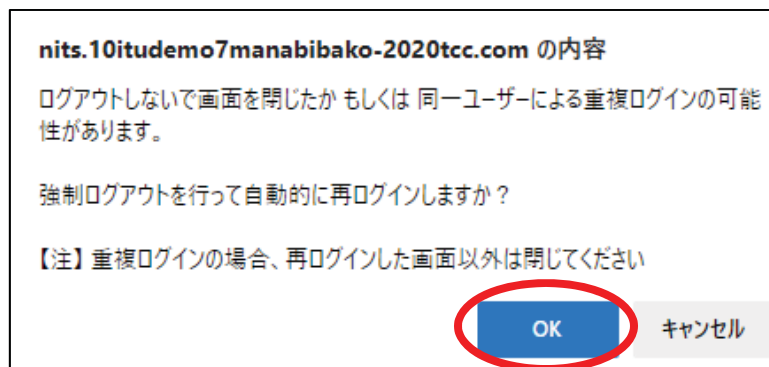 nits.10itudemo7manabibako-2020tcc.com の内容
ログアウトしないで画面を閉じたか もしくは 同一ユーザーによる重複ログインの可能
性があります。
強制ログアウトを行って自動的に再ログインしますか？
【注】 重複ログインの場合、再ログインした画面以外は閉じてください
OK キャンセル